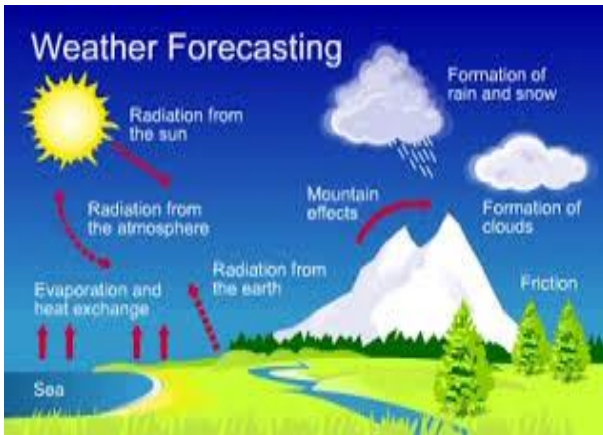 Weather Forecasting
Formation of
rain and snow
Radiation from
the sun
Mountain
effects
Formation of
clouds
Radiation from
the atmosphere
Radiation from
the earth
Evaporation and
heat exchange
Friction
Sea